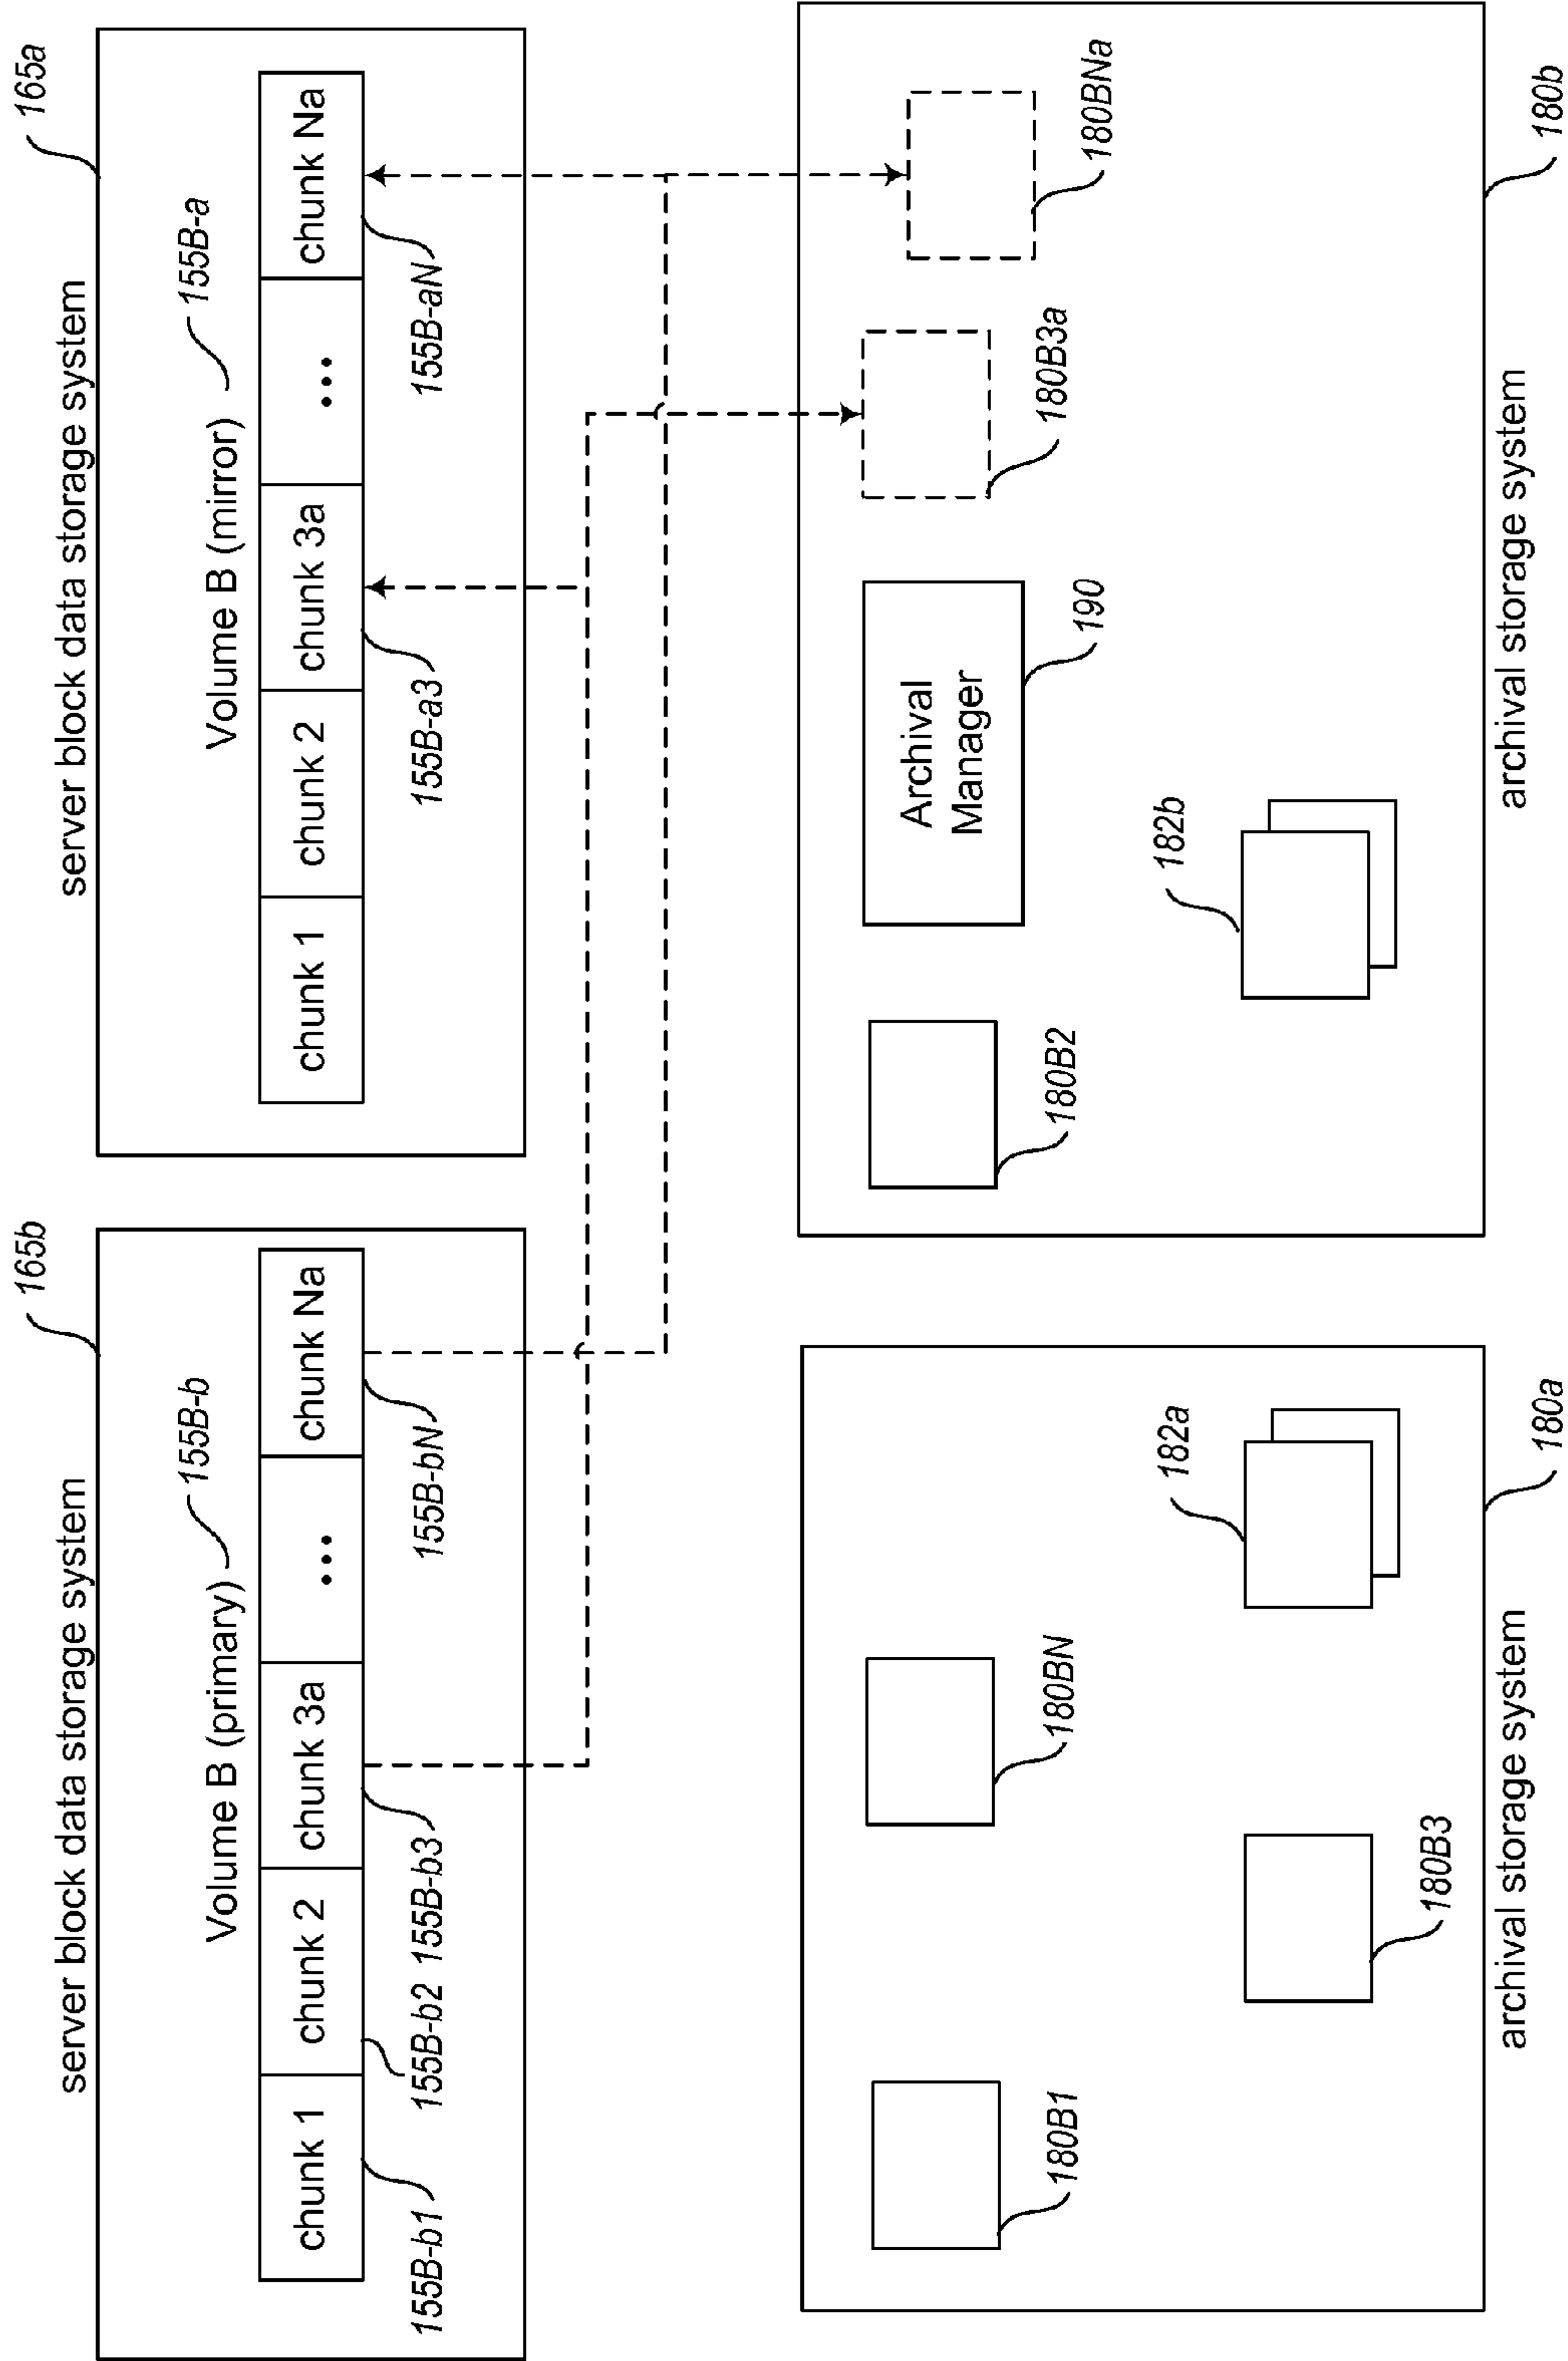 165b
server block data storage system
Volume B (primary)
155B-b
chunk 1
chunk 2
chunk 3a
...
chunk Na
155B-b1
155B-b2
155B-b3
155B-bN
165a
server block data storage system
Volume B (mirror)
155B-a
chunk 1
chunk 2
chunk 3a
...
chunk Na
155B-a3
155B-aN
180B1
180BN
180B3
182a
archival storage system
180a
180B2
Archival
Manager
190
180B3a
180BNa
182b
archival storage system
180b